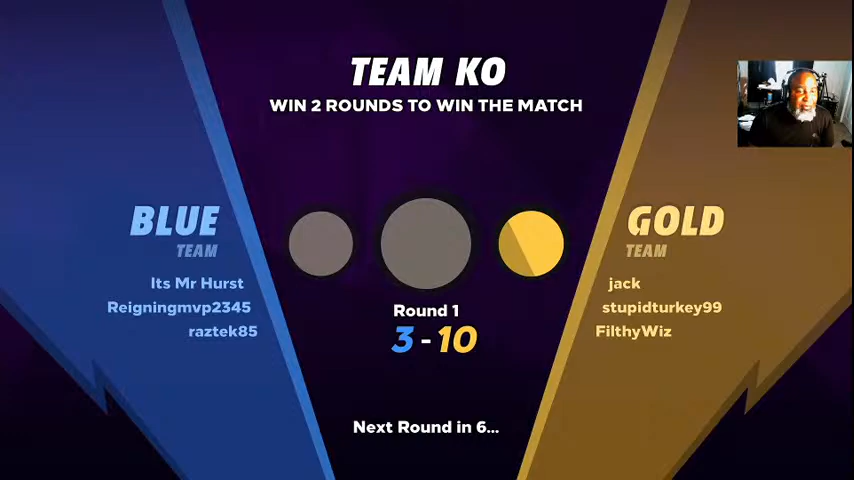 TEAM KO
WIN 2 ROUNDS TO WIN THE MATCH
BLUE
TEAM
Its Mr Hurst
Reigningmvp2345
raztek85
GOLD
TEAM
jack
stupidturkey99
FilthyWiz
Round 1
3 - 10
Next Round in 6...